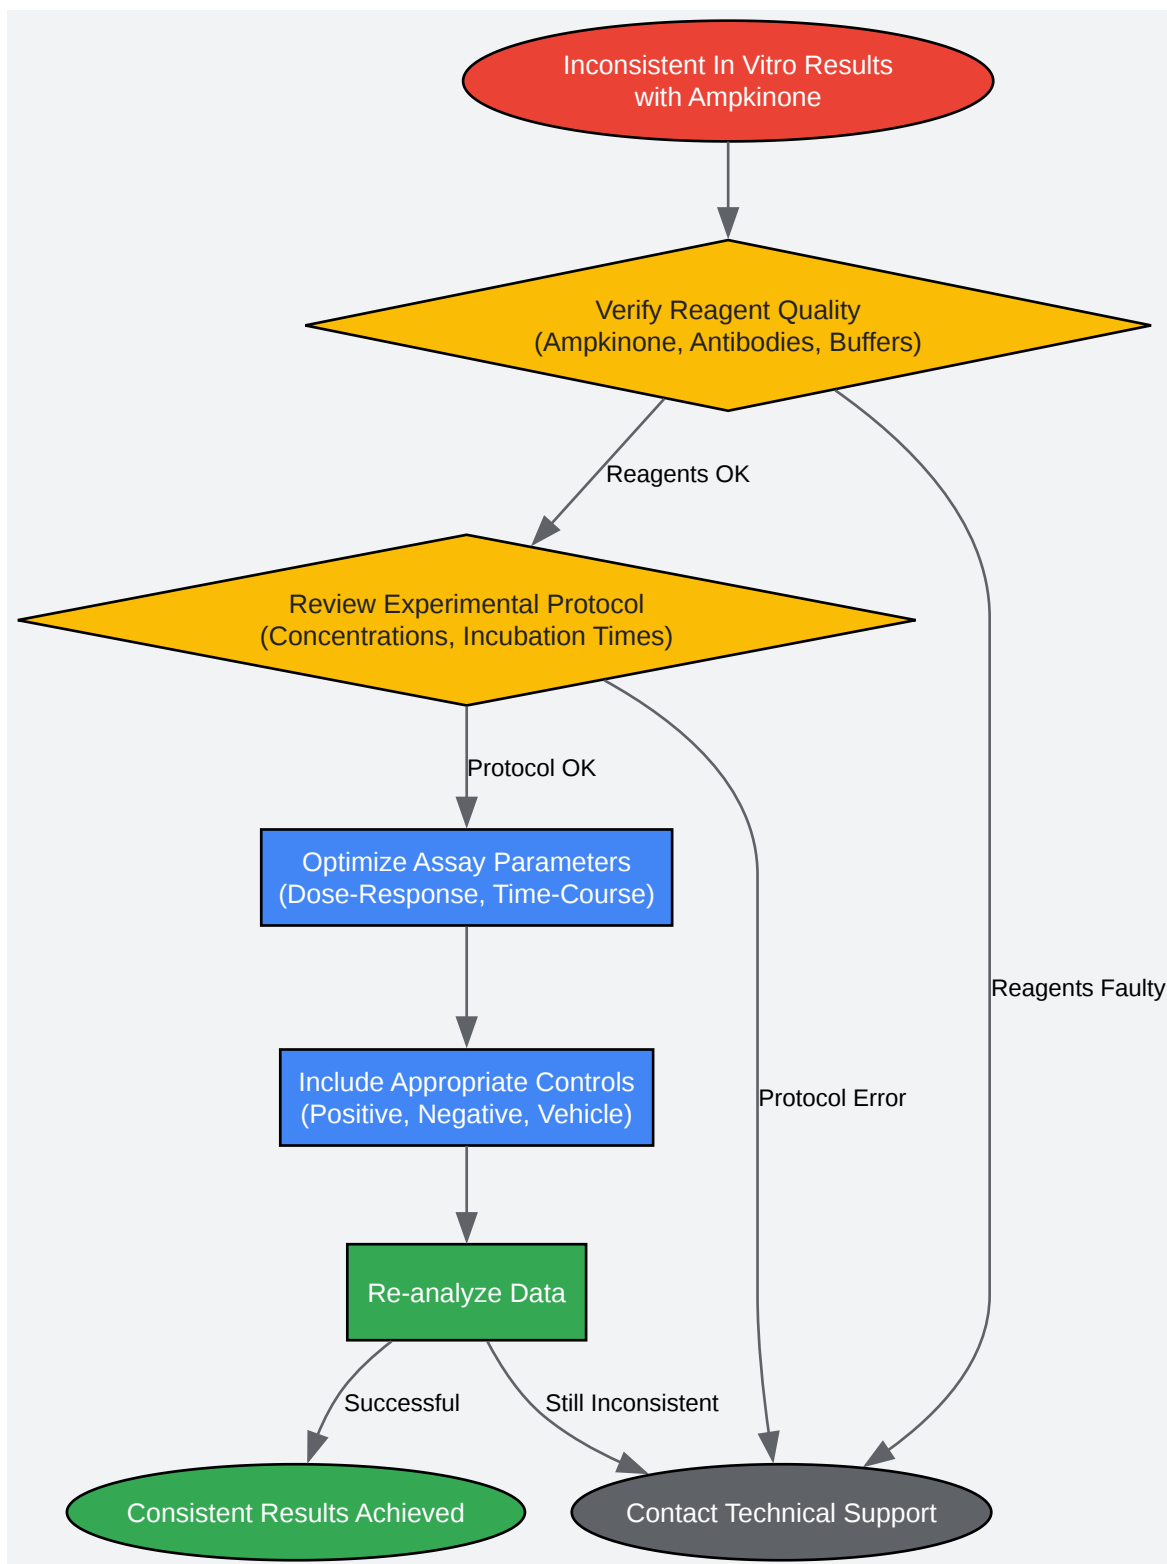 Inconsistent In Vitro Results
with Ampkinone
Verify Reagent Quality
(Ampkinone, Antibodies, Buffers)
Reagents OK
Review Experimental Protocol
(Concentrations, Incubation Times)
Protocol OK
Optimize Assay Parameters
(Dose-Response, Time-Course)
Reagents Faulty
Include Appropriate Controls
(Positive, Negative, Vehicle)
Protocol Error
Re-analyze Data
Successful
Still Inconsistent
Consistent Results Achieved
Contact Technical Support